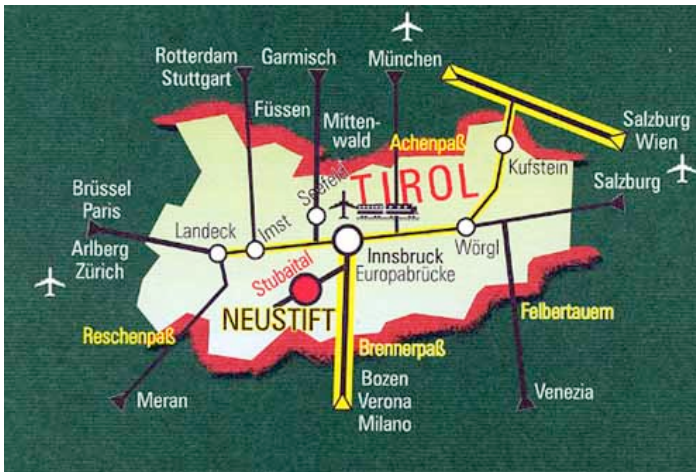 Rotterdam
Stuttgart
Garmisch
München
Füssen
Mitten-
wald
Achenpaß
Salzburg
Wien
Kufstein
TIROL
Seefeld
Brüssel
Paris
Salzburg
Landeck
Imst
Arlberg
Zürich
Innsbruck
Wörgl
Europabrücke
Stubaital
NEUSTIFT
Felbertauern
Reschenpaß
Brennerpaß
Meran
Bozen
Verona
Milano
Venezia